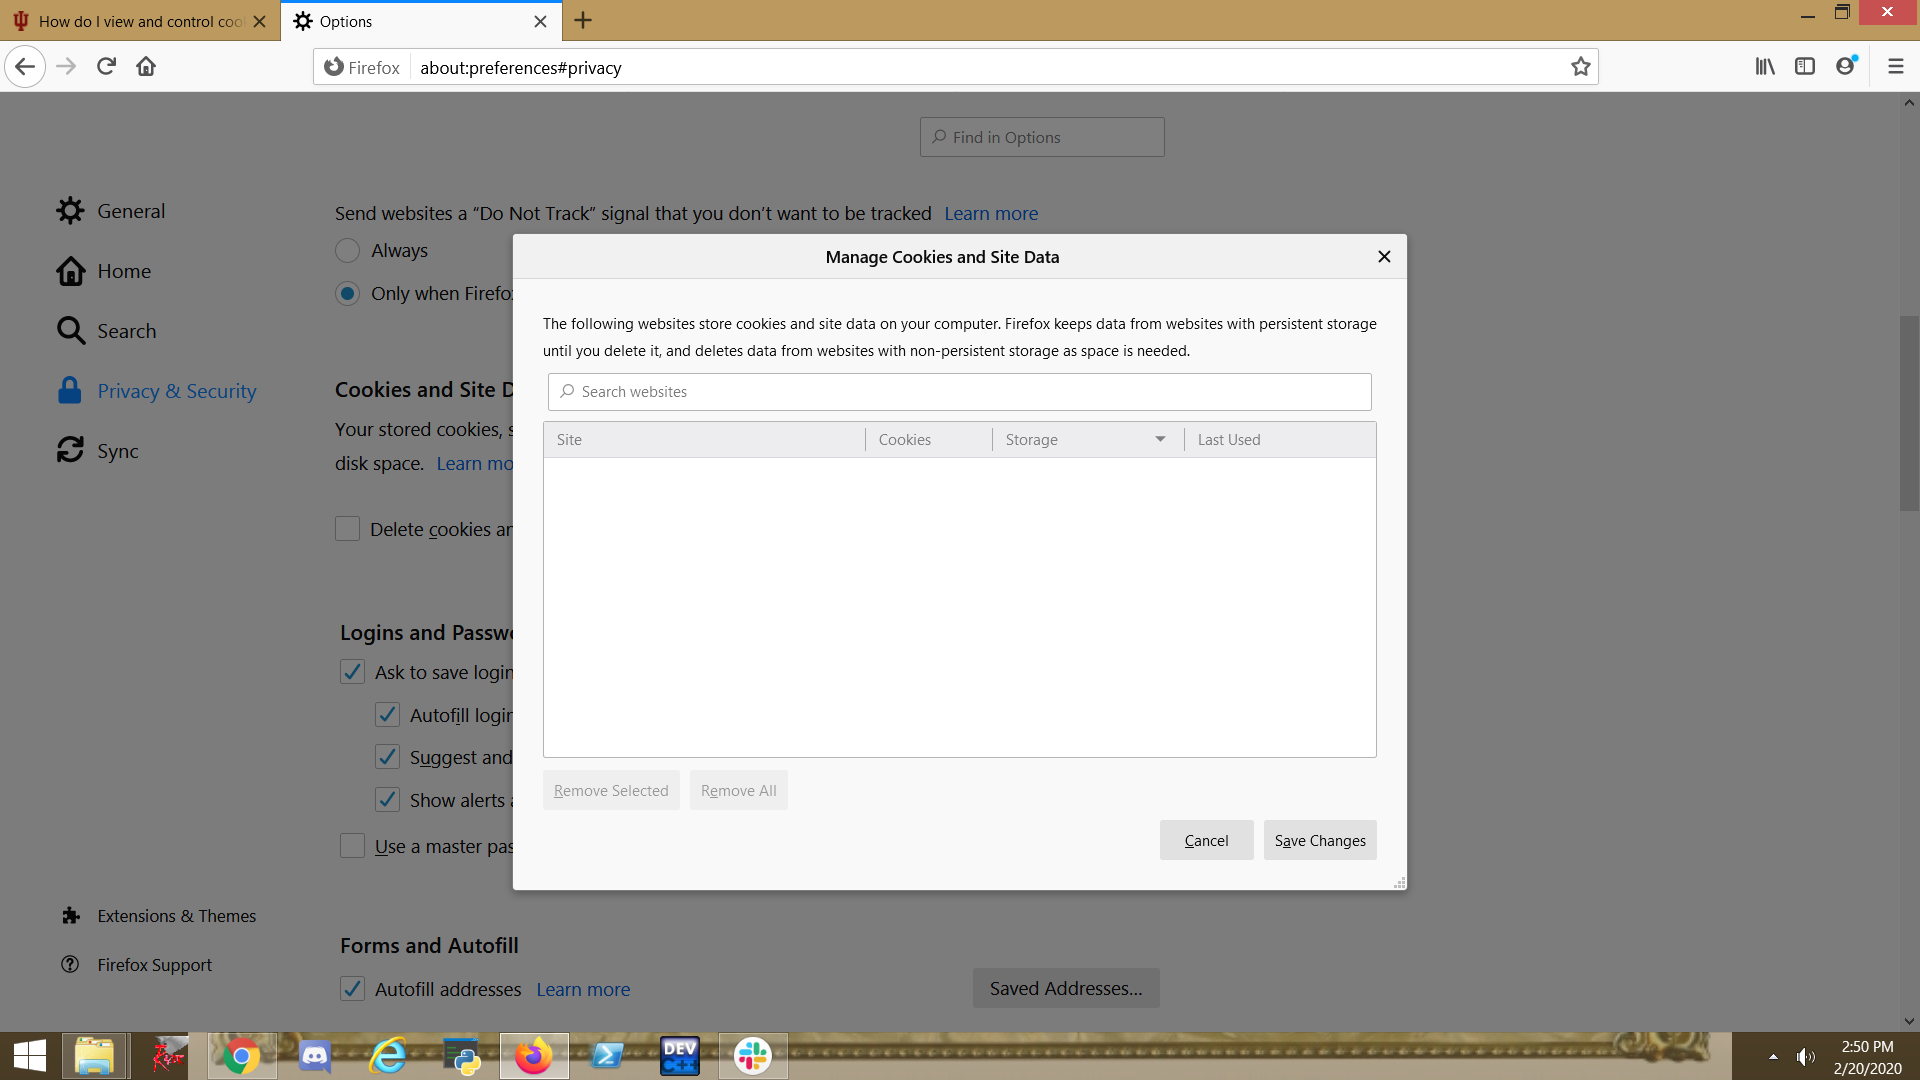 How do I view and control coo
Options
Firefox
about:preferences#privacy
Find in Options
General
Home
Search
Privacy & Security
Sync
Extensions & Themes
Firefox Support
Send websites a “Do Not Track” signal that you don’t want to be tracked Learn more
Always
Only when Firefo
Cookies and Site D
Your stored cookies, s
disk space. Learn mo
Delete cookies an
Logins and Passw
Ask to save login
Autofill login
Suggest and
Show alerts a
Use a master pas
Forms and Autofill
Autofill addresses Learn more
Saved Addresses...
Manage Cookies and Site Data
The following websites store cookies and site data on your computer. Firefox keeps data from websites with persistent storage
until you delete it, and deletes data from websites with non-persistent storage as space is needed.
Search websites
Site Cookies Storage Last Used
Remove Selected Remove All
Cancel Save Changes
DEV
C++
2:50 PM
2/20/2020